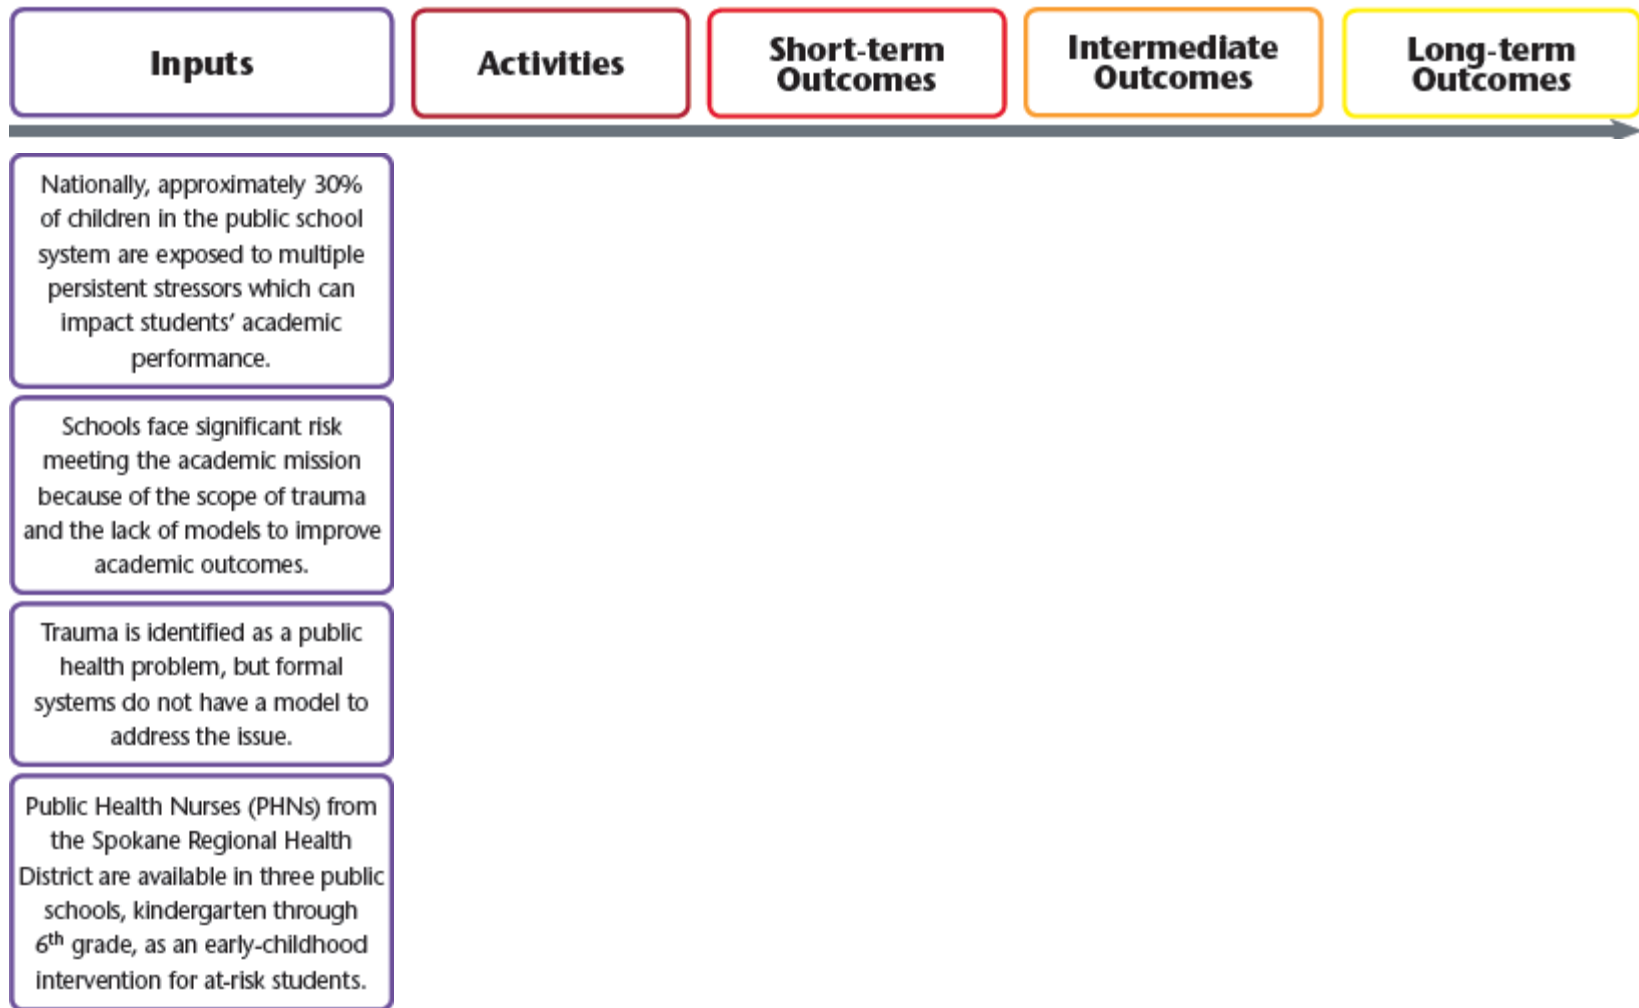 Inputs
Activities
Short-term
Outcomes
Intermediate
Outcomes
Long-term
Outcomes
Nationally, approximately 30%
of children in the public school
system are exposed to multiple
persistent stressors which can
impact students’ academic
performance.
Schools face significant risk
meeting the academic mission
because of the scope of trauma
and the lack of models to improve
academic outcomes.
Trauma is identified as a public
health problem, but formal
systems do not have a model to
address the issue.
Public Health Nurses (PHNs) from
the Spokane Regional Health
District are available in three public
schools, kindergarten through
6th grade, as an early-childhood
intervention for at-risk students.